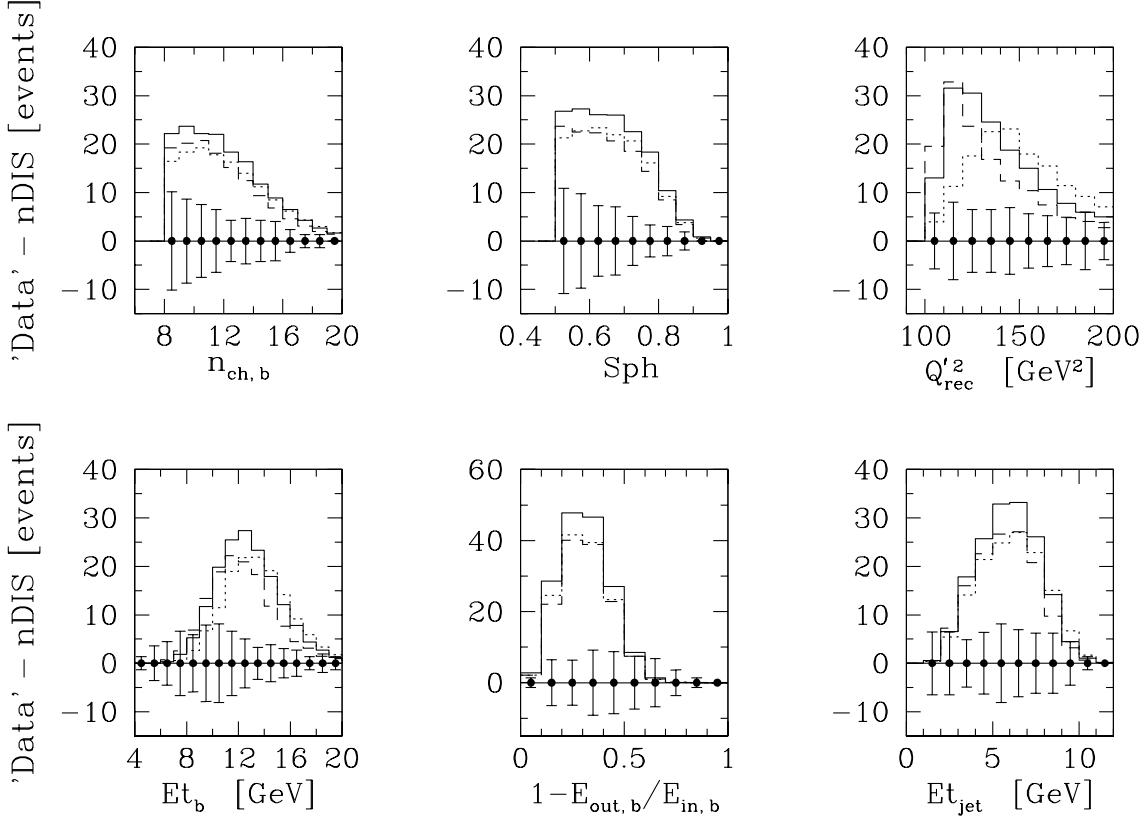 'Data' – nDIS [events]
40
30
20
10
0
−10
8 12 16 20
n_ch, b
40
30
20
10
0
−10
0.4 0.6 0.8 1
Sph
40
30
20
10
0
−10
100 150 200
Q'²_rec [GeV²]
'Data' – nDIS [events]
40
30
20
10
0
−10
4 8 12 16 20
Et_b [GeV]
60
40
20
0
0 0.5 1
1−E_out, b/E_in, b
40
30
20
10
0
−10
0 5 10
Et_jet [GeV]